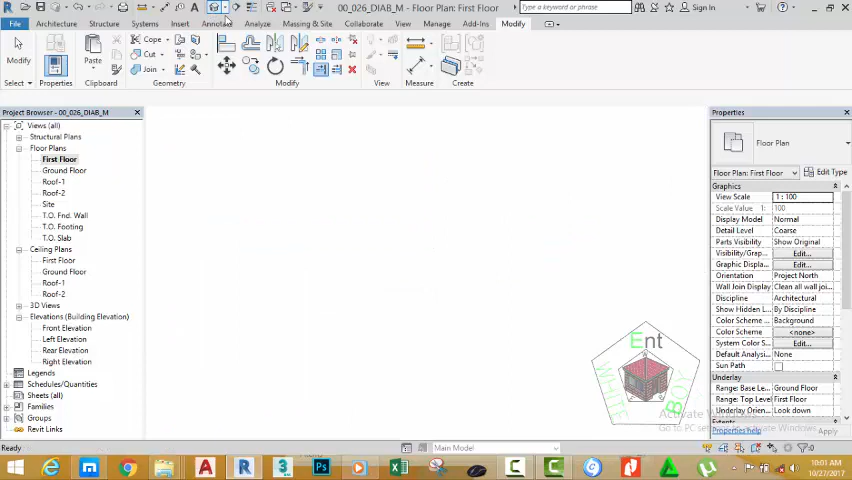 00_026_DIAB_M - Floor Plan: First Floor
Type a keyword or phrase
Sign In
File Architecture Structure Systems Insert Annotate Analyze Massing & Site Collaborate View Manage Add-Ins Modify
Cope
Cut
Join
Modify
Properties
Paste
Select Properties Clipboard Geometry Modify View Measure Create
Project Browser - 00_026_DIAB_M
Views (all)
Structural Plans
Floor Plans
First Floor
Ground Floor
Roof-1
Roof-2
Site
T.O. Fnd. Wall
T.O. Footing
T.O. Slab
Ceiling Plans
First Floor
Ground Floor
Roof-1
Roof-2
3D Views
Elevations (Building Elevation)
Front Elevation
Left Elevation
Rear Elevation
Right Elevation
Legends
Schedules/Quantities
Sheets (all)
Families
Groups
Revit Links
Properties
Floor Plan
Floor Plan: First Floor
Edit Type
Graphics
View Scale 1 : 100
Scale Value 1: 100
Display Model Normal
Detail Level Coarse
Parts Visibility Show Original
Visibility/Grap... Edit...
Graphic Displa... Edit...
Orientation Project North
Wall Join Display Clean all wall joi...
Discipline Architectural
Show Hidden L... By Discipline
Color Scheme ... Background
Color Scheme <none>
System Color S... Edit...
Default Analysi... None
Sun Path
Underlay
Range: Base Le... Ground Floor
Range: Top Level First Floor
Underlay Orien... Look down
Extents
Properties help
Apply
Ent
WHITE
BOY
Activate Windows
Go to PC settings to activate Windows.
Main Model
:0
10:01 AM
10/27/2017